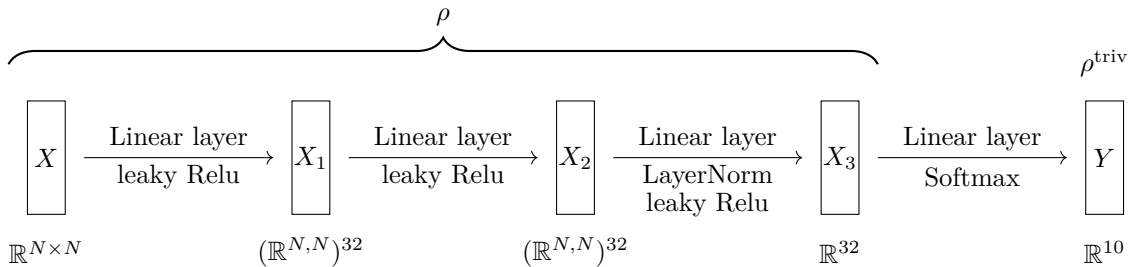 ρ
ρ^triv
Linear layer Linear layer Linear layer Linear layer
X X_1 X_2 X_3 Y
leaky Relu leaky Relu LayerNorm Softmax
leaky Relu
ℝ^{N×N} (ℝ^{N,N})^{32} (ℝ^{N,N})^{32} ℝ^{32} ℝ^{10}